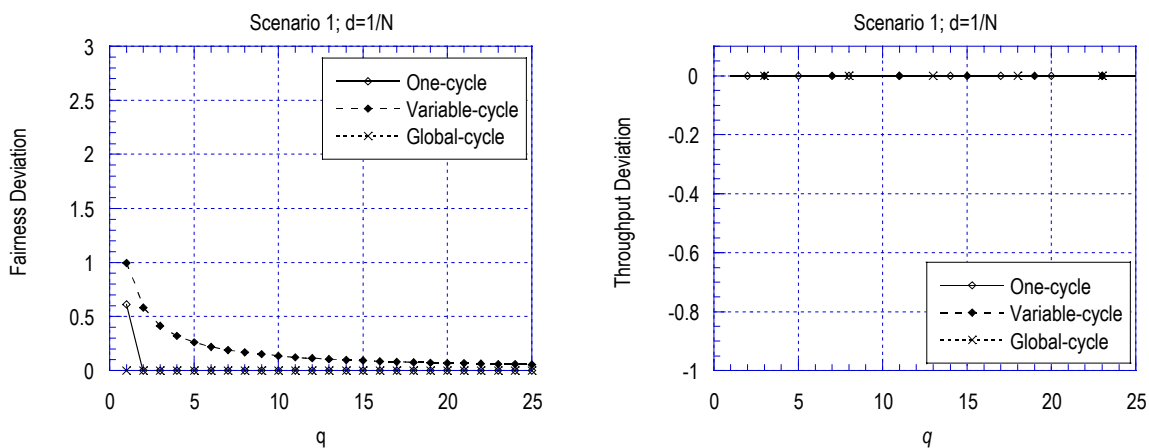 Scenario 1; d=1/N
Fairness Deviation
3
2.5
2
1.5
1
0.5
0
One-cycle
Variable-cycle
Global-cycle
0 5 10 15 20 25
q
Scenario 1; d=1/N
Throughput Deviation
0
-0.2
-0.4
-0.6
-0.8
-1
One-cycle
Variable-cycle
Global-cycle
0 5 10 15 20 25
q